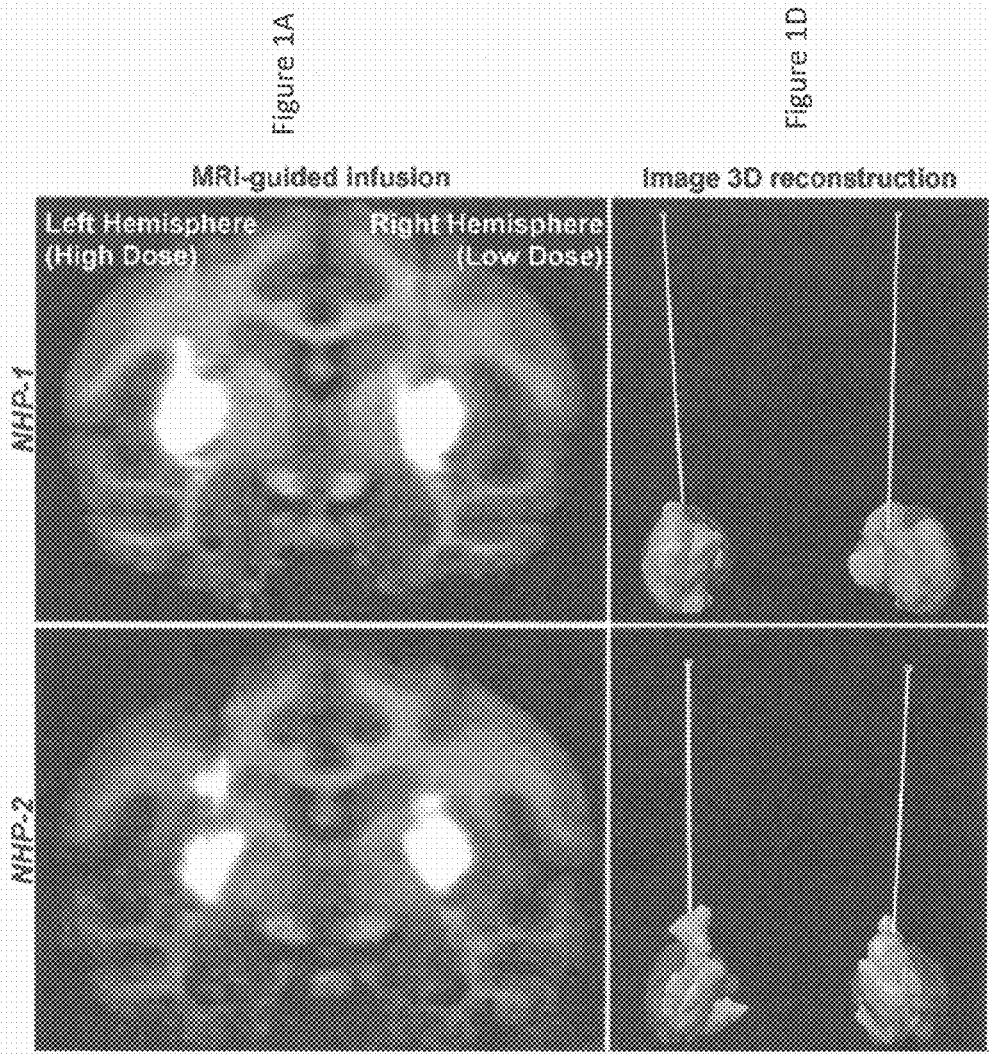 Figure 1A
Figure 1D
MRI-guided infusion
Image 3D reconstruction
Left Hemisphere
(High Dose)
Right Hemisphere
(Low Dose)
NHP-1
NHP-2